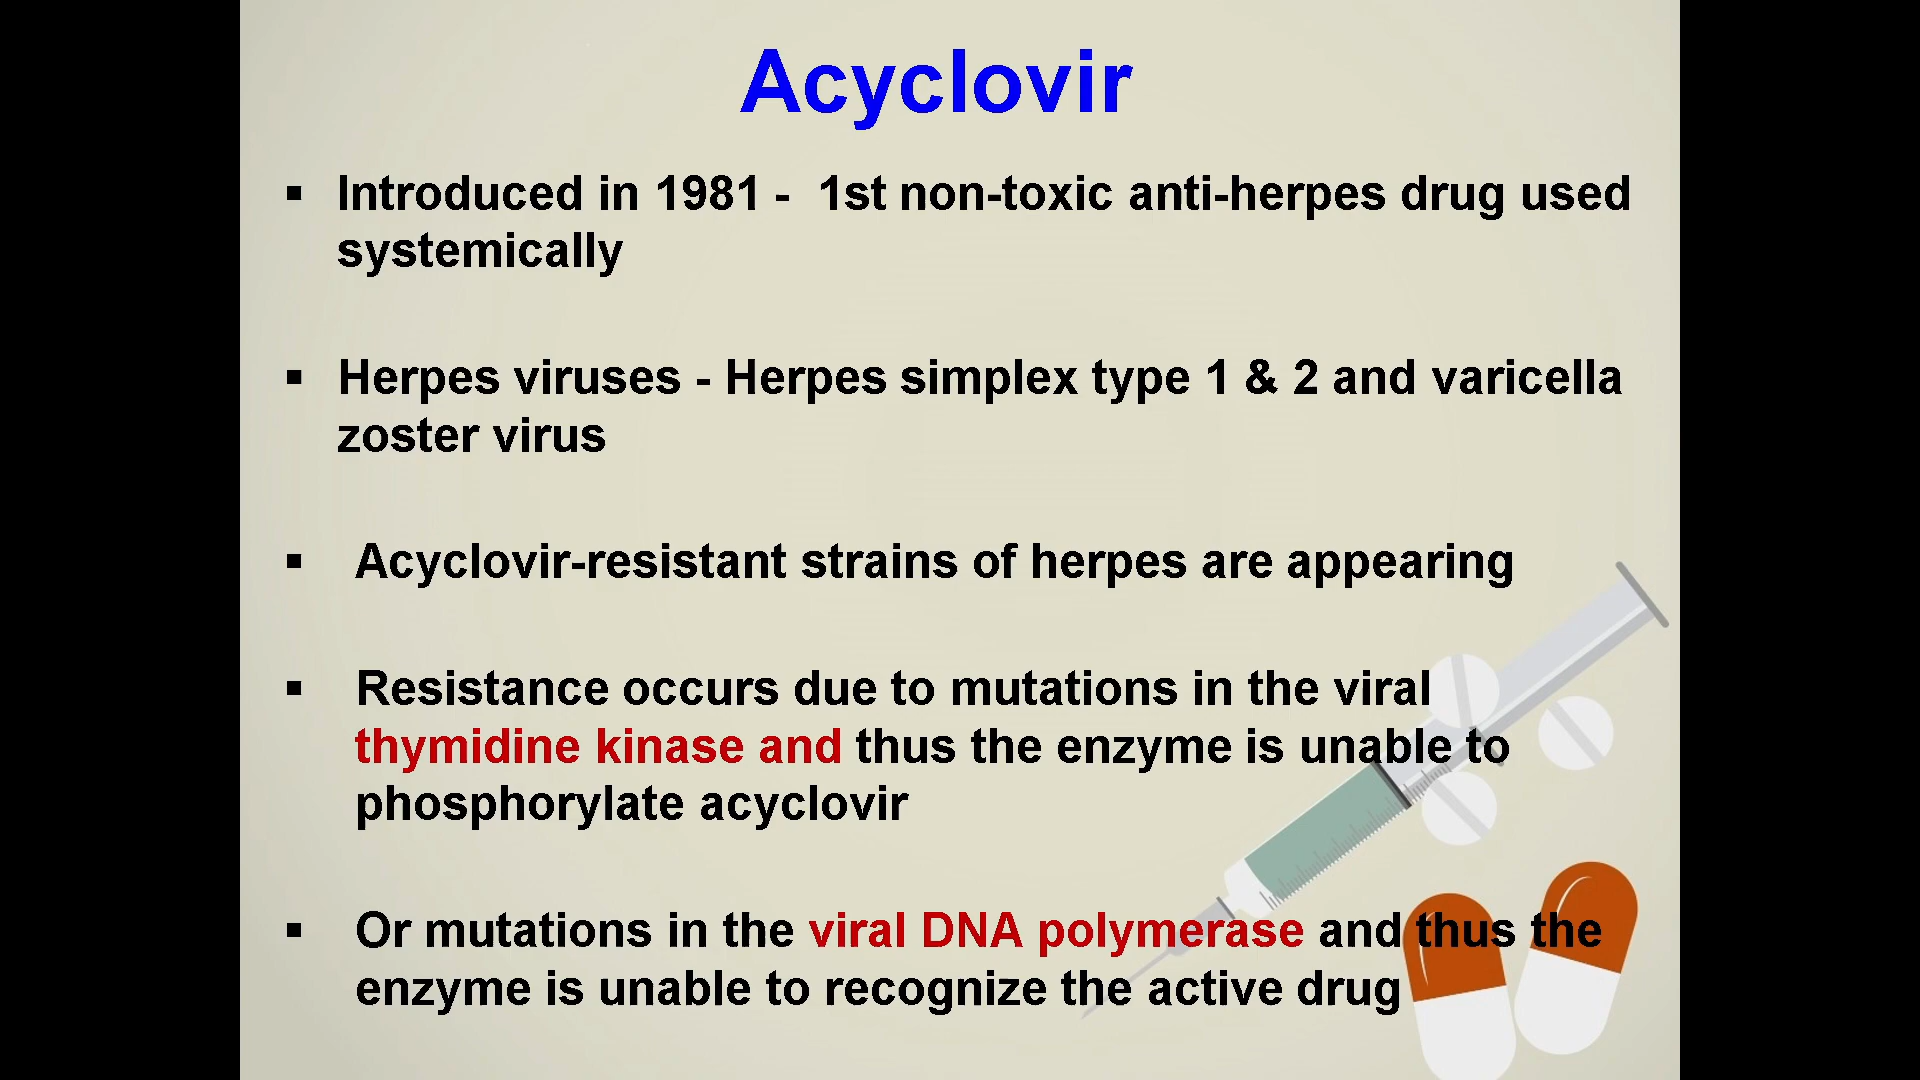 Acyclovir
▪ Introduced in 1981 - 1st non-toxic anti-herpes drug used
systemically
▪ Herpes viruses - Herpes simplex type 1 & 2 and varicella
zoster virus
▪ Acyclovir-resistant strains of herpes are appearing
▪ Resistance occurs due to mutations in the viral
thymidine kinase and thus the enzyme is unable to
phosphorylate acyclovir
▪ Or mutations in the viral DNA polymerase and thus the
enzyme is unable to recognize the active drug